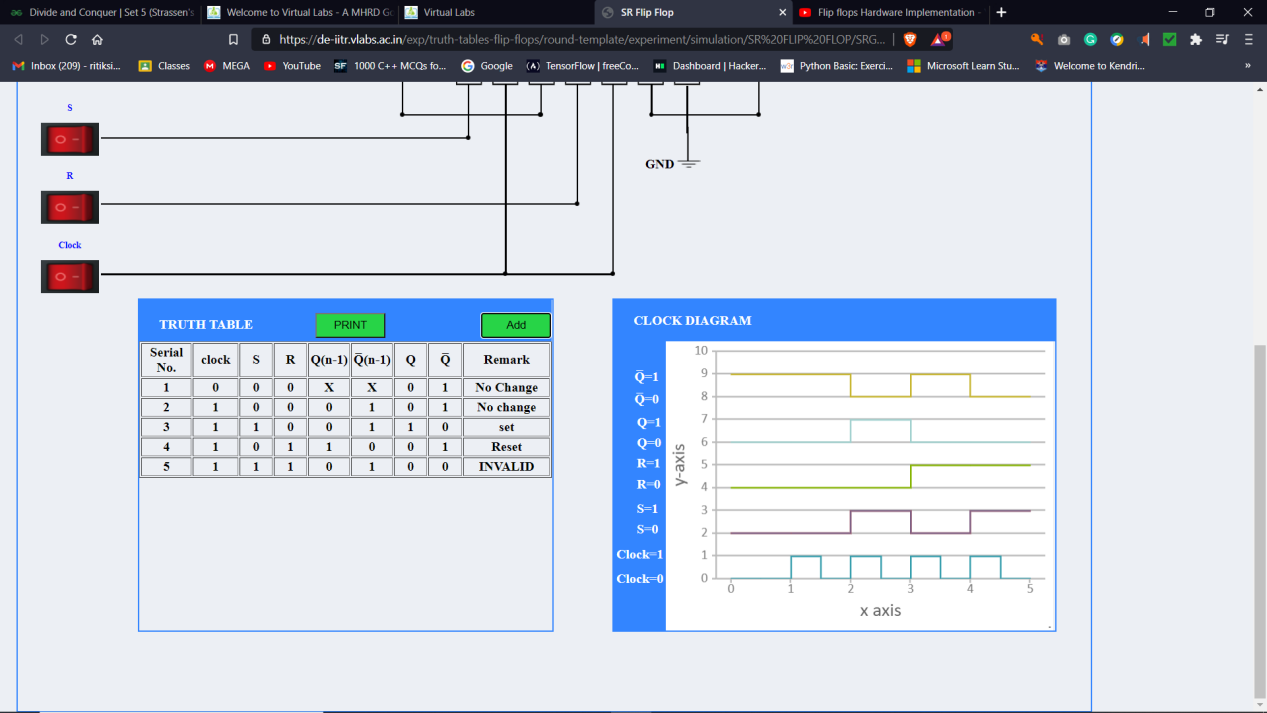 Divide and Conquer | Set 5 (Strassen's
Welcome to Virtual Labs - A MHRD Go
Virtual Labs
SR Flip Flop
Flip flops Hardware Implementation -
https://de-iitr.vlabs.ac.in/exp/truth-tables-flip-flops/round-template/experiment/simulation/SR%20FLIP%20FLOP/SRG...
Inbox (209) - ritiksi... Classes MEGA YouTube 1000 C++ MCQs fo... Google TensorFlow | freeCo... Dashboard | Hacker... Python Basic: Exerci... Microsoft Learn Stu... Welcome to Kendri... »
S
R
Clock
GND
TRUTH TABLE PRINT Add
Serial No. clock S R Q(n-1) Q̅(n-1) Q Q̅ Remark
1 0 0 0 X X 0 1 No Change
2 1 0 0 0 1 0 1 No change
3 1 1 0 0 1 1 0 set
4 1 0 1 1 0 0 1 Reset
5 1 1 1 0 1 0 0 INVALID
CLOCK DIAGRAM
Q̅=1
Q̅=0
Q=1
Q=0
R=1
R=0
S=1
S=0
Clock=1
Clock=0
y-axis
10
9
8
7
6
5
4
3
2
1
0
0 1 2 3 4 5
x axis